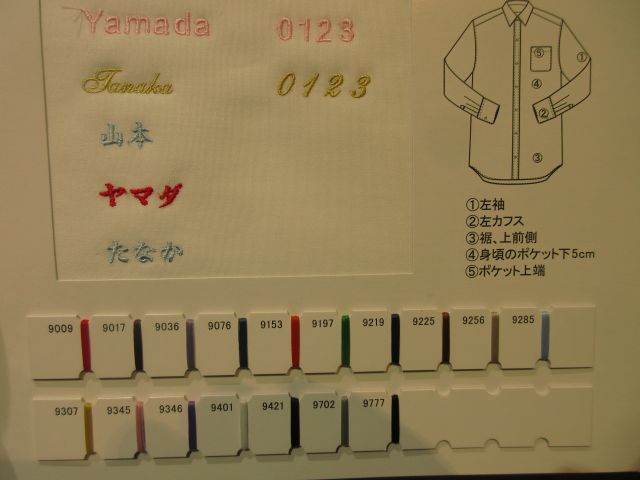 Yamada 0123
Tanaka 0123
山本
ヤマダ
たなか
⑤
①
④
②
③
①左袖
②左カフス
③裾、上前側
④身頃のポケット下5cm
⑤ポケット上端
9009 9017 9036 9076 9153 9197 9219 9225 9256 9285
9307 9345 9346 9401 9421 9702 9777